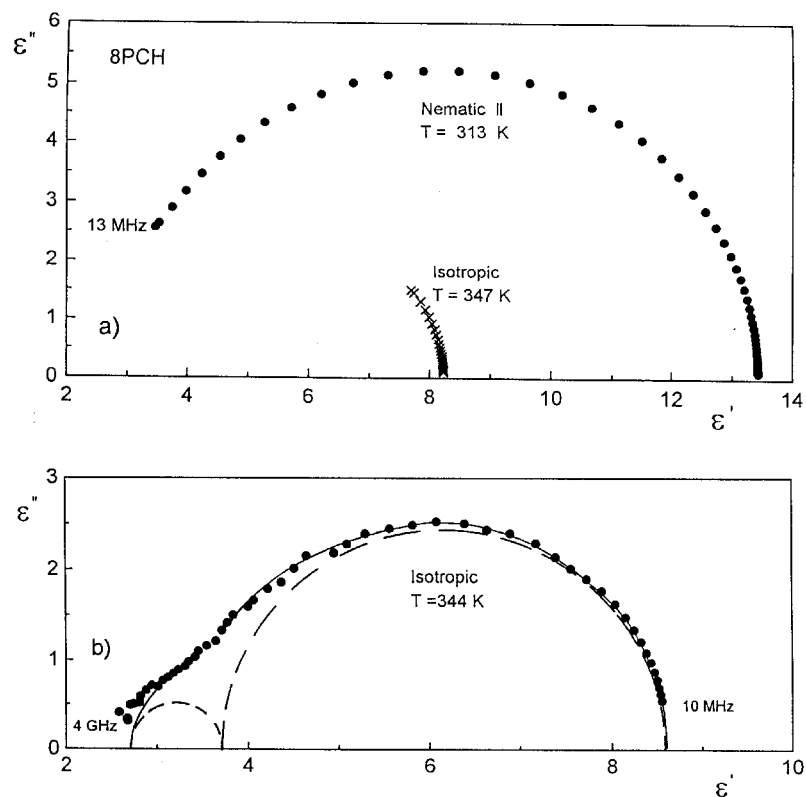 ε"
6
5
4
3
2
1
0
8PCH
Nematic II
T = 313 K
13 MHz
Isotropic
T = 347 K
a)
2
4
6
8
10
12
14
ε'
ε"
3
2
1
0
b)
Isotropic
T =344 K
4 GHz
10 MHz
2
4
6
8
10
ε'